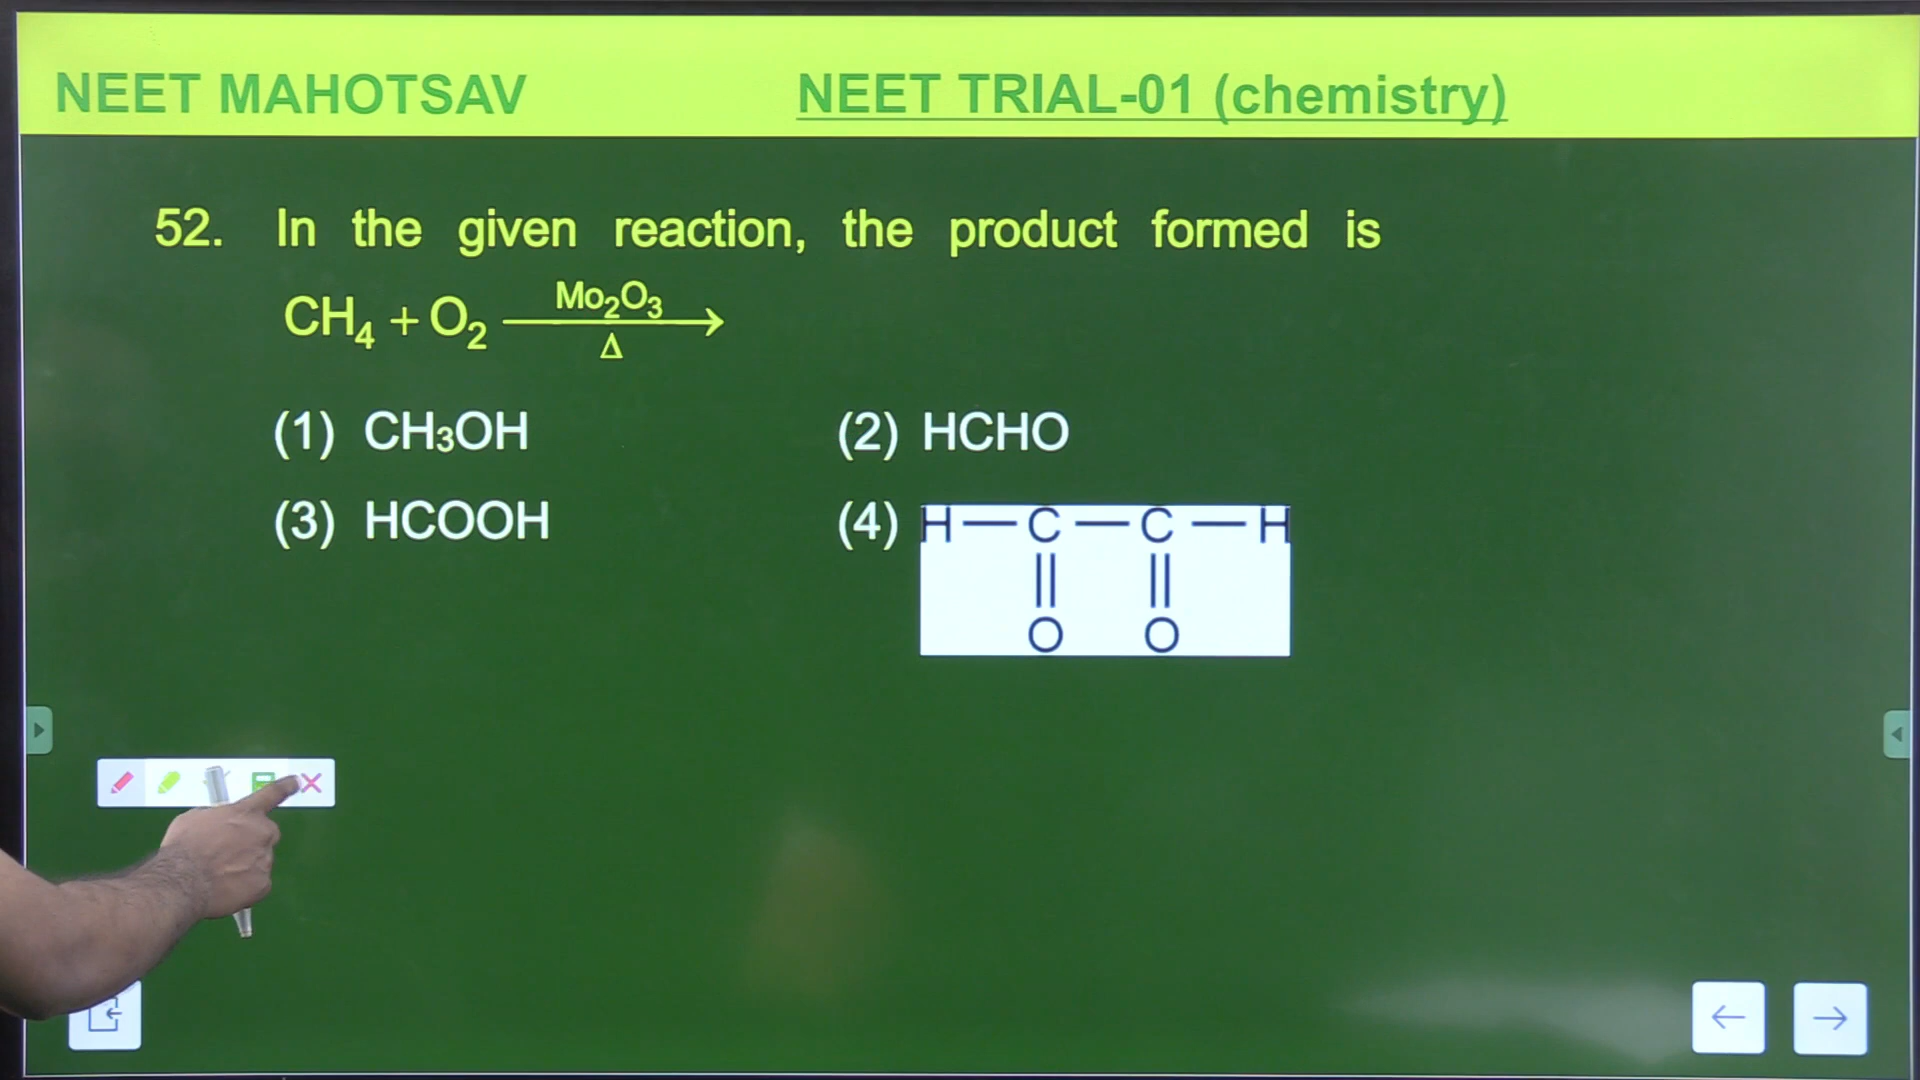 NEET MAHOTSAV NEET TRIAL-01 (chemistry)
52. In the given reaction, the product formed is
CH₄ + O₂ —Mo₂O₃/Δ→
(1) CH₃OH (2) HCHO
(3) HCOOH (4) H—C—C—H
|| ||
O O